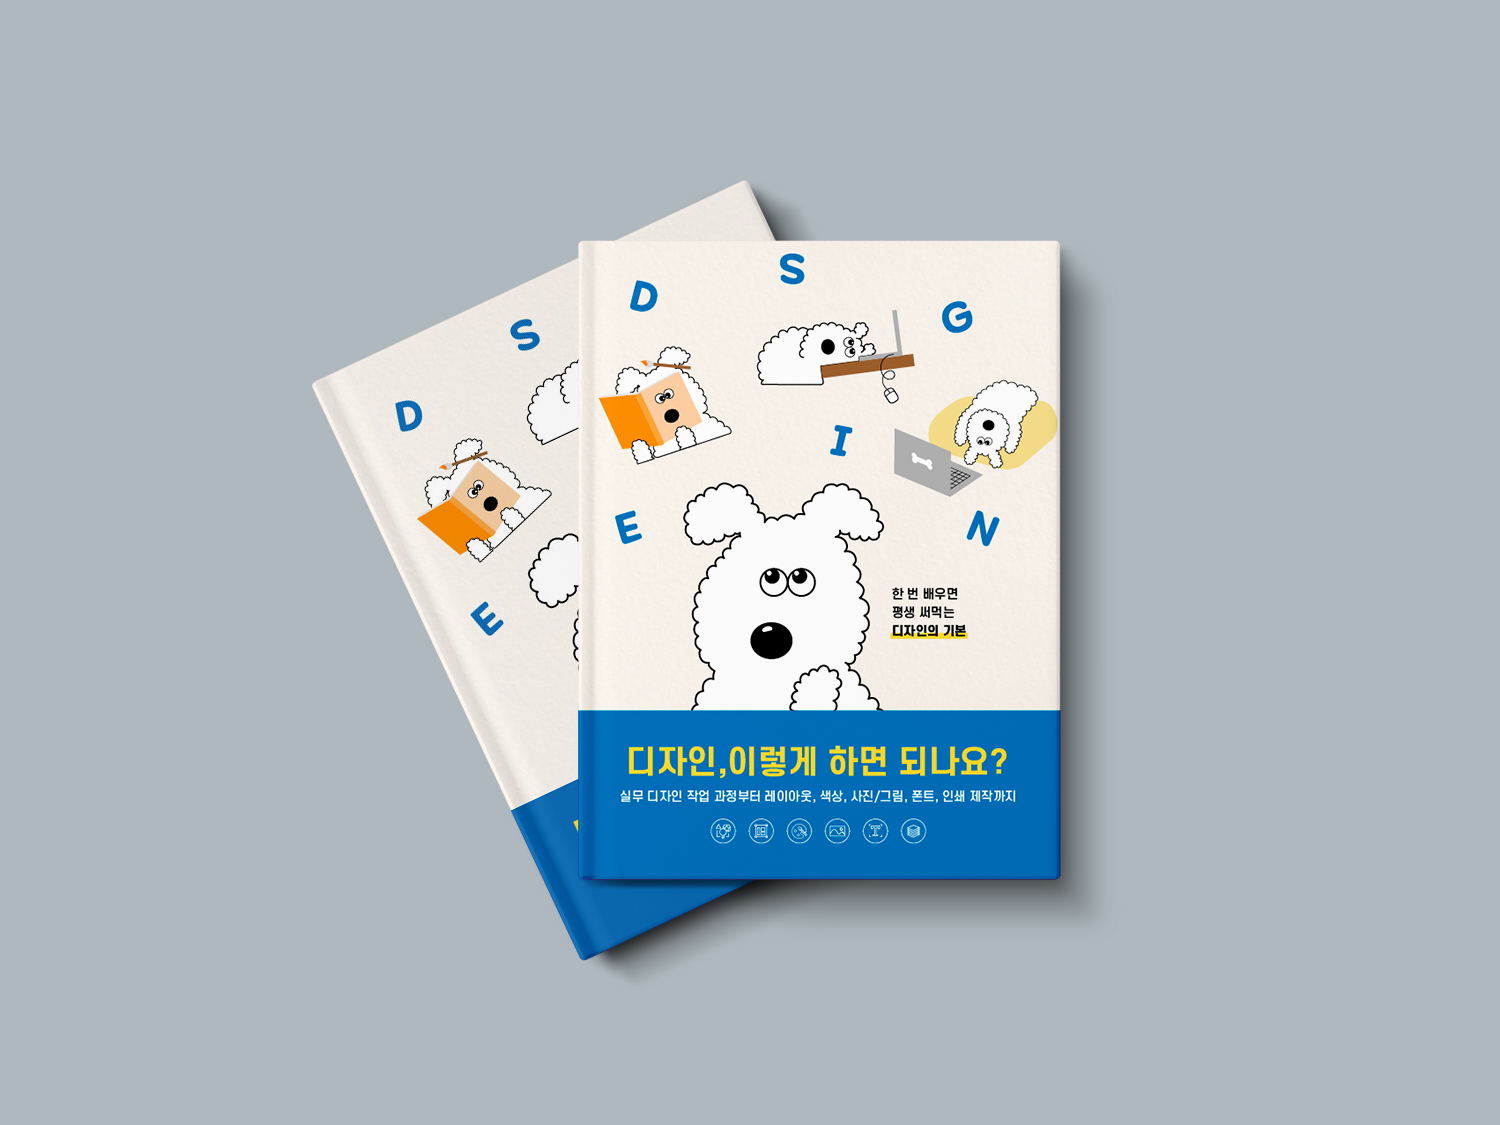 D
S
G
I
E
N
한 번 배우면
평생 써먹는
디자인의 기본
디자인,이렇게 하면 되나요?
실무 디자인 작업 과정부터 레이아웃, 색상, 사진/그림, 폰트, 인쇄 제작까지
T
D
S
E